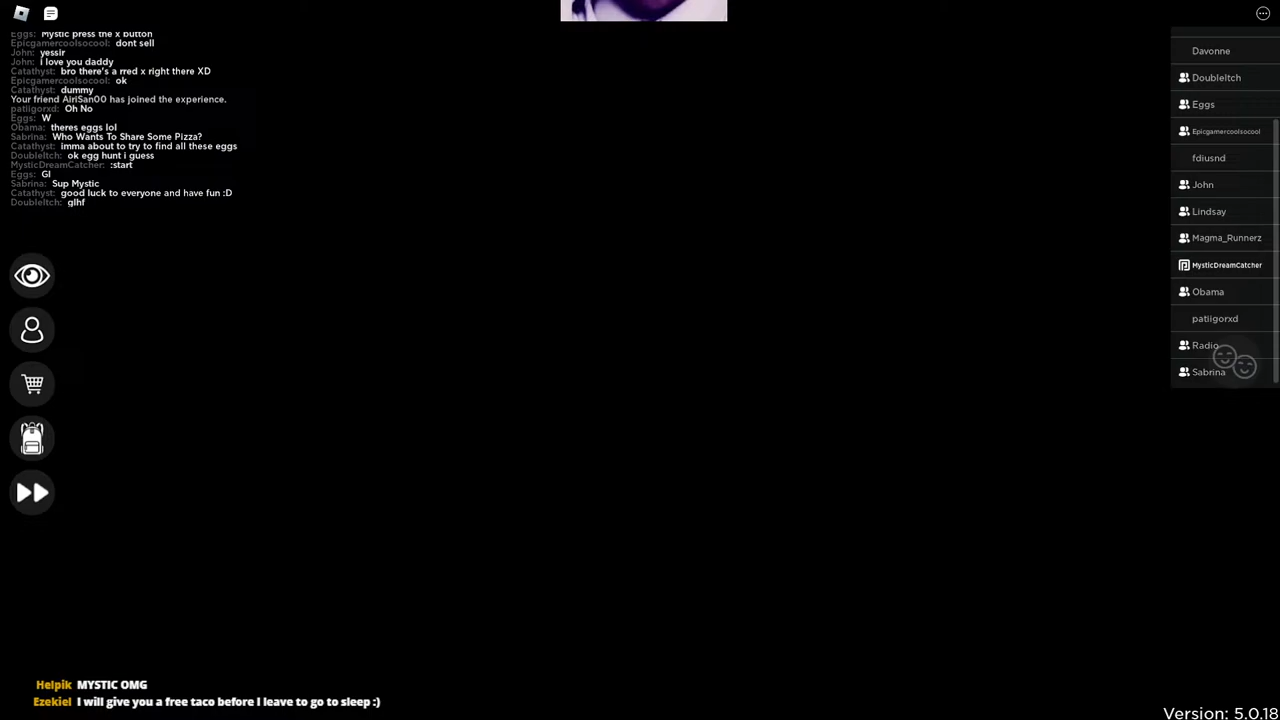 Eggs: Mystic press the x button
Epicgamercoolsocool: dont sell
John: yessir
John: i love you daddy
Catathyst: bro there's a rred x right there XD
Epicgamercoolsocool: ok
Catathyst: dummy
Your friend AiriSan00 has joined the experience.
patiigorxd: Oh No
Eggs: W
Obama: theres eggs lol
Sabrina: Who Wants To Share Some Pizza?
Catathyst: imma about to try to find all these eggs
DoubleItch: ok egg hunt i guess
MysticDreamCatcher: :start
Eggs: Gl
Sabrina: Sup Mystic
Catathyst: good luck to everyone and have fun :D
DoubleItch: glhf
Davonne
DoubleItch
Eggs
Epicgamercoolsocool
fdiusnd
John
Lindsay
Magma_Runnerz
MysticDreamCatcher
Obama
patiigorxd
Radio
Sabrina
Helpik MYSTIC OMG
Ezekiel I will give you a free taco before I leave to go to sleep :)
Version: 5.0.18